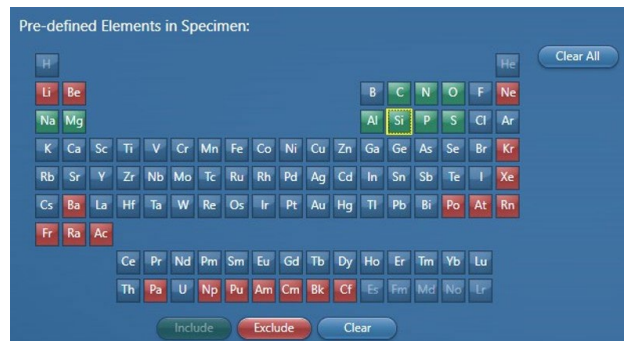 Pre-defined Elements in Specimen:
Clear All
H He
Li Be B C N O F Ne
Na Mg Al Si P S Cl Ar
K Ca Sc Ti V Cr Mn Fe Co Ni Cu Zn Ga Ge As Se Br Kr
Rb Sr Y Zr Nb Mo Tc Ru Rh Pd Ag Cd In Sn Sb Te I Xe
Cs Ba La Hf Ta W Re Os Ir Pt Au Hg Tl Pb Bi Po At Rn
Fr Ra Ac
Ce Pr Nd Pm Sm Eu Gd Tb Dy Ho Er Tm Yb Lu
Th Pa U Np Pu Am Cm Bk Cf Es Fm Md No Lr
Include Exclude Clear